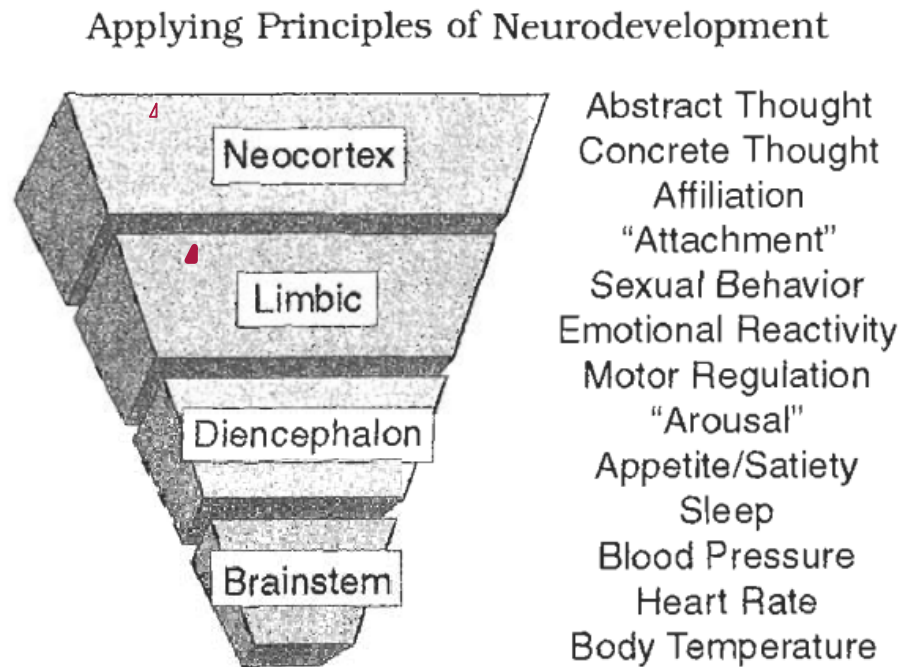 Applying Principles of Neurodevelopment
Neocortex
Limbic
Diencephalon
Brainstem
Abstract Thought
Concrete Thought
Affiliation
“Attachment”
Sexual Behavior
Emotional Reactivity
Motor Regulation
“Arousal”
Appetite/Satiety
Sleep
Blood Pressure
Heart Rate
Body Temperature